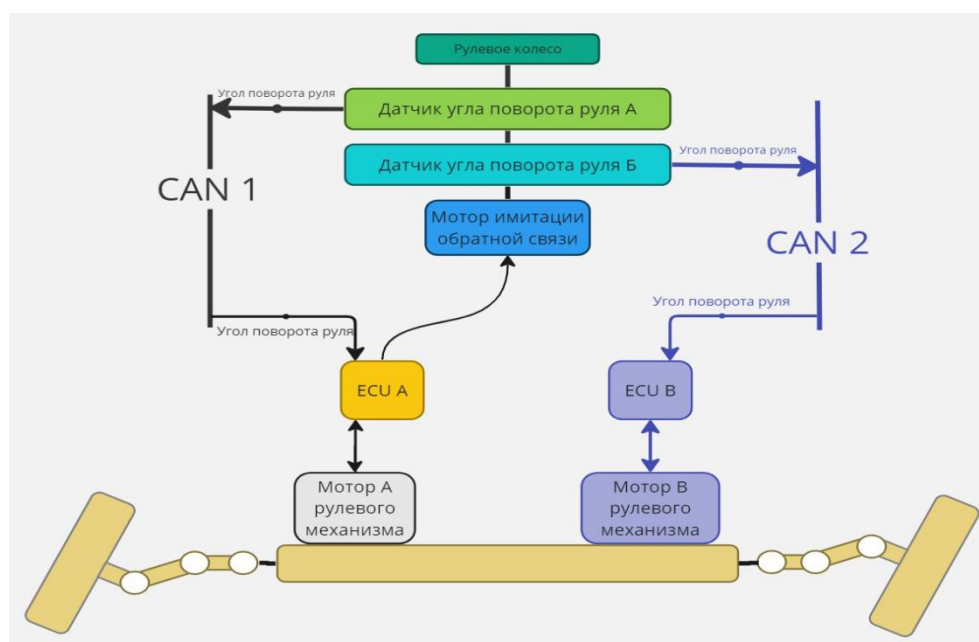 Рулевое колесо
Угол поворота руля
Датчик угла поворота руля А
Датчик угла поворота руля Б
Угол поворота руля
CAN 1
Мотор имитации
обратной связи
CAN 2
Угол поворота руля
Угол поворота руля
ECU A
ECU B
Мотор А
рулевого
механизма
Мотор В
рулевого
механизма